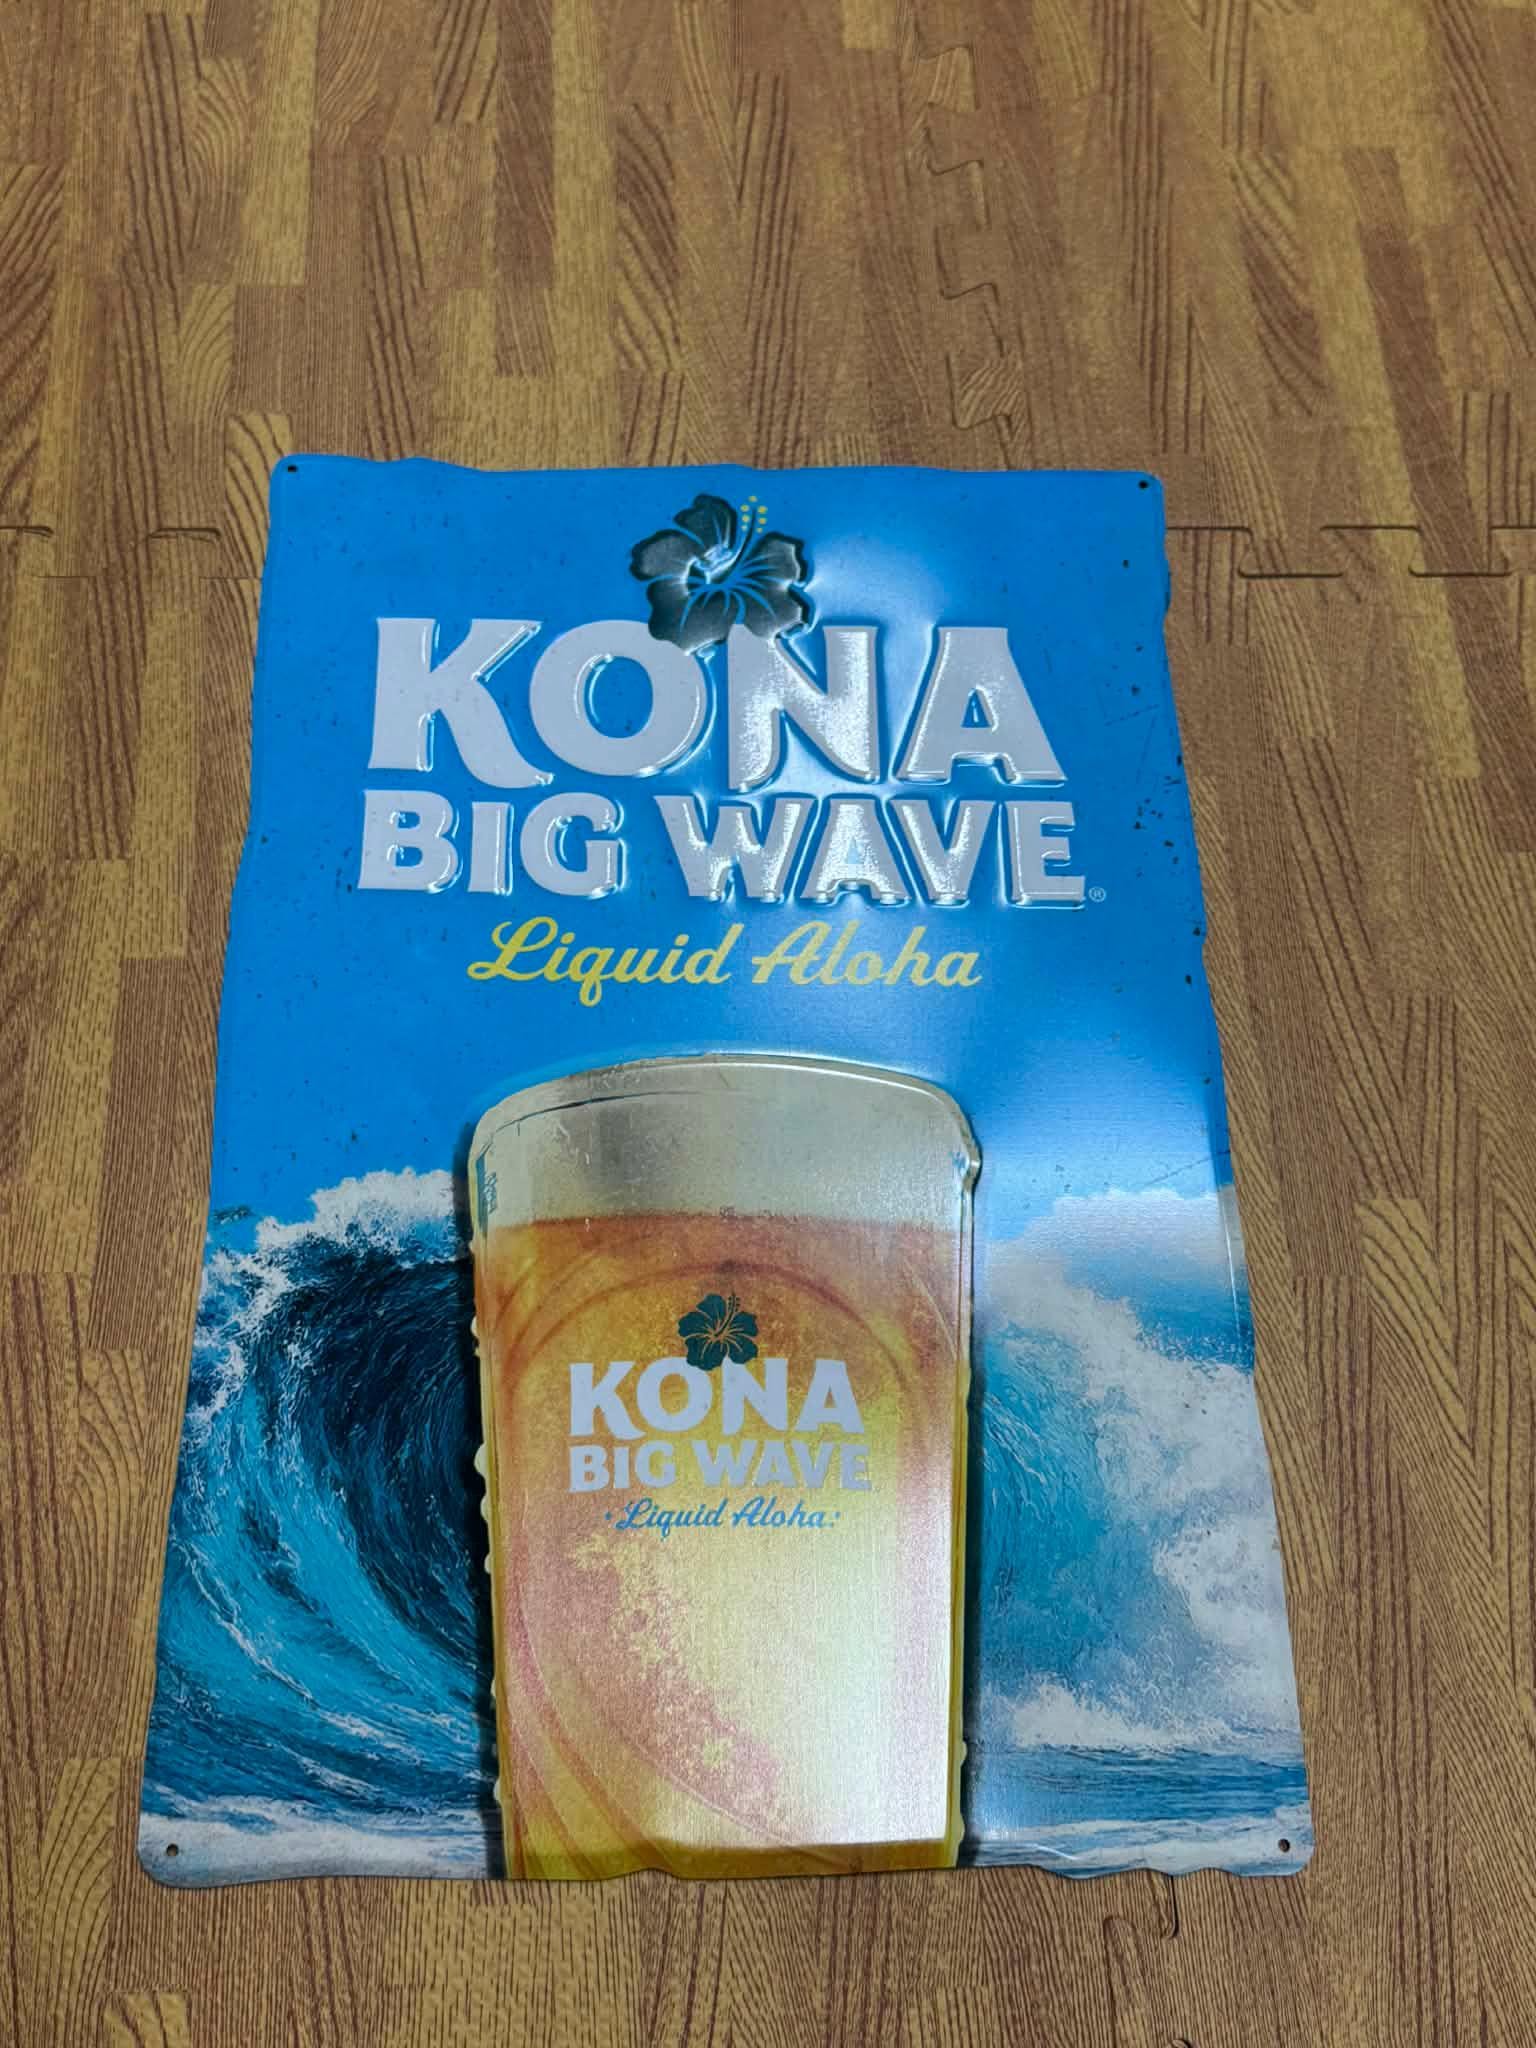 KONA
BIG WAVE®
Liquid Aloha
KONA
BIG WAVE
· Liquid Aloha ·